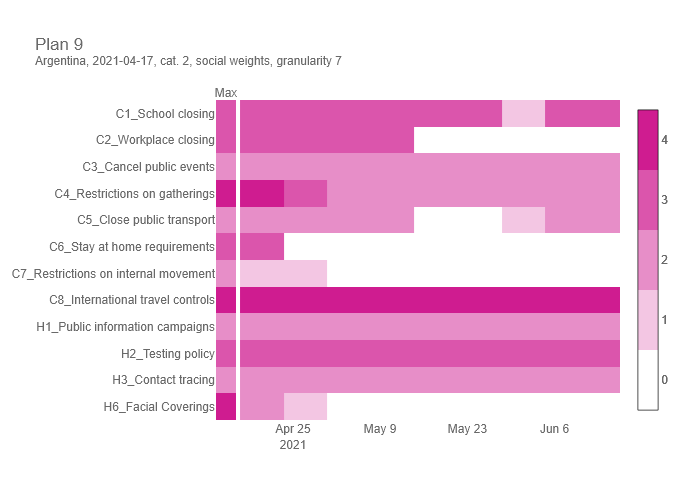 Plan 9
Argentina, 2021-04-17, cat. 2, social weights, granularity 7
Max
C1_School closing
C2_Workplace closing
C3_Cancel public events
C4_Restrictions on gatherings
C5_Close public transport
C6_Stay at home requirements
C7_Restrictions on internal movement
C8_International travel controls
H1_Public information campaigns
H2_Testing policy
H3_Contact tracing
H6_Facial Coverings
Apr 25 May 9 May 23 Jun 6
2021
4
3
2
1
0